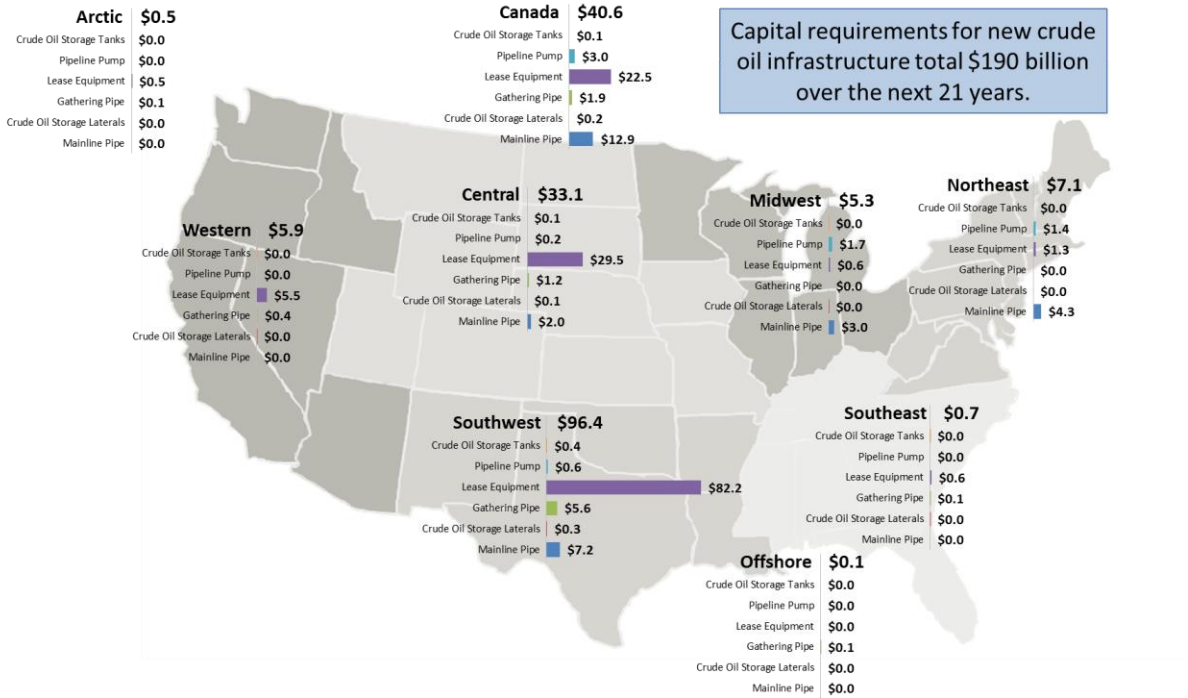 Arctic $0.5
Crude Oil Storage Tanks $0.0
Pipeline Pump $0.0
Lease Equipment $0.5
Gathering Pipe $0.1
Crude Oil Storage Laterals $0.0
Mainline Pipe $0.0
Canada $40.6
Crude Oil Storage Tanks $0.1
Pipeline Pump $3.0
Lease Equipment $22.5
Gathering Pipe $1.9
Crude Oil Storage Laterals $0.2
Mainline Pipe $12.9
Capital requirements for new crude
oil infrastructure total $190 billion
over the next 21 years.
Western $5.9
Crude Oil Storage Tanks $0.0
Pipeline Pump $0.0
Lease Equipment $5.5
Gathering Pipe $0.4
Crude Oil Storage Laterals $0.0
Mainline Pipe $0.0
Central $33.1
Crude Oil Storage Tanks $0.1
Pipeline Pump $0.2
Lease Equipment $29.5
Gathering Pipe $1.2
Crude Oil Storage Laterals $0.1
Mainline Pipe $2.0
Midwest $5.3
Crude Oil Storage Tanks $0.0
Pipeline Pump $1.7
Lease Equipment $0.6
Gathering Pipe $0.0
Crude Oil Storage Laterals $0.0
Mainline Pipe $3.0
Northeast $7.1
Crude Oil Storage Tanks $0.0
Pipeline Pump $1.4
Lease Equipment $1.3
Gathering Pipe $0.0
Crude Oil Storage Laterals $0.0
Mainline Pipe $4.3
Southwest $96.4
Crude Oil Storage Tanks $0.4
Pipeline Pump $0.6
Lease Equipment $82.2
Gathering Pipe $5.6
Crude Oil Storage Laterals $0.3
Mainline Pipe $7.2
Southeast $0.7
Crude Oil Storage Tanks $0.0
Pipeline Pump $0.0
Lease Equipment $0.6
Gathering Pipe $0.1
Crude Oil Storage Laterals $0.0
Mainline Pipe $0.0
Offshore $0.1
Crude Oil Storage Tanks $0.0
Pipeline Pump $0.0
Lease Equipment $0.0
Gathering Pipe $0.1
Crude Oil Storage Laterals $0.0
Mainline Pipe $0.0